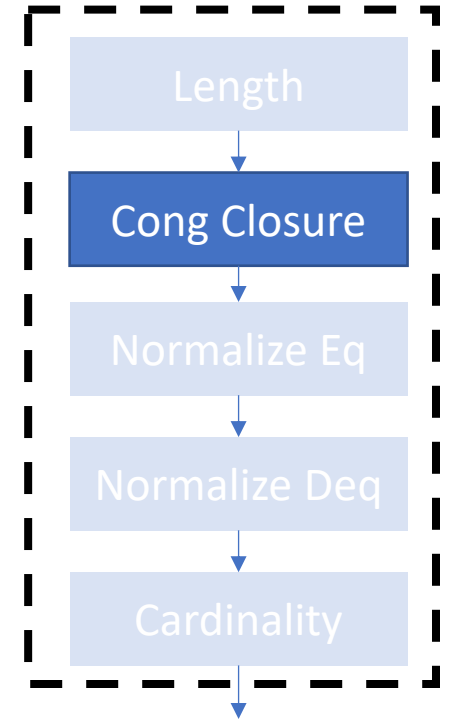 Length
Cong Closure
Normalize Eq
Normalize Deq
Cardinality